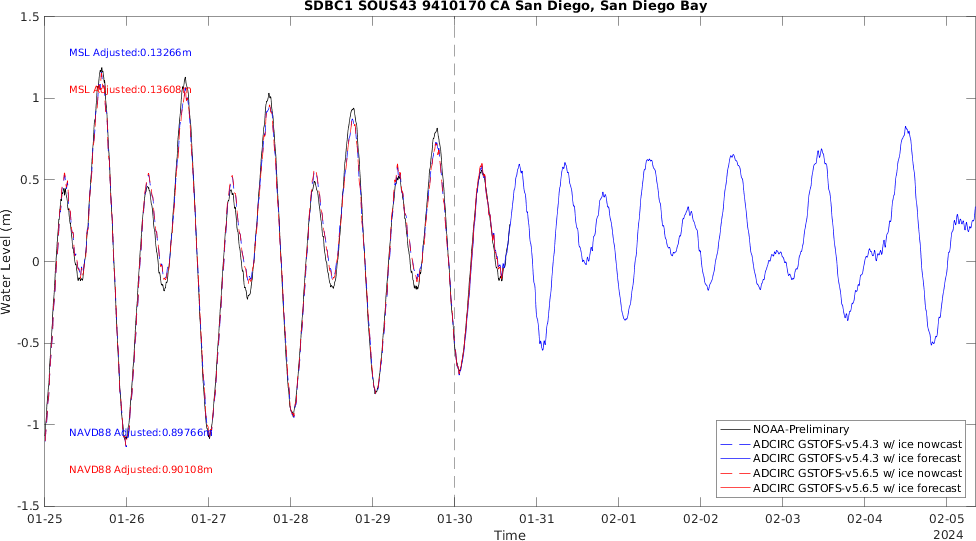 SDBC1 SOUS43 9410170 CA San Diego, San Diego Bay
1.5
MSL Adjusted:0.13266m
MSL Adjusted:0.13608m
1
0.5
0
-0.5
-1
-1.5
Water Level (m)
NAVD88 Adjusted:0.89766m
NAVD88 Adjusted:0.90108m
NOAA-Preliminary
ADCIRC GSTOFS-v5.4.3 w/ ice nowcast
ADCIRC GSTOFS-v5.4.3 w/ ice forecast
ADCIRC GSTOFS-v5.6.5 w/ ice nowcast
ADCIRC GSTOFS-v5.6.5 w/ ice forecast
01-25 01-26 01-27 01-28 01-29 01-30 01-31 02-01 02-02 02-03 02-04 02-05
Time
2024